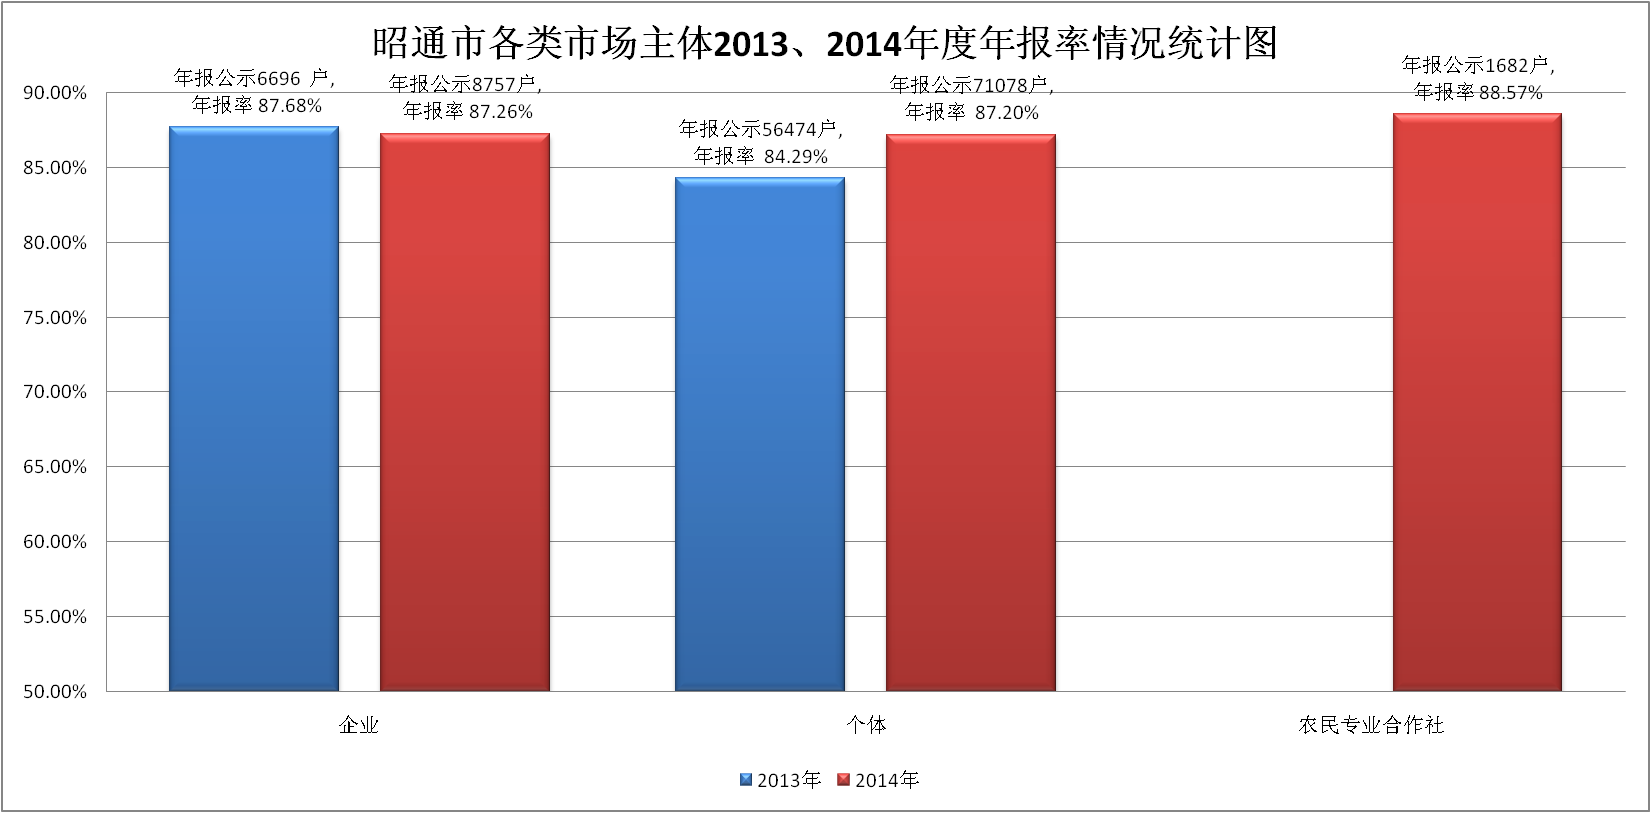 昭通市各类市场主体2013、2014年度年报率情况统计图
年报公示6696 户,
年报率 87.68%
年报公示8757户,
年报率 87.26%
年报公示56474户,
年报率 84.29%
年报公示71078户,
年报率 87.20%
年报公示1682户,
年报率 88.57%
90.00%
85.00%
80.00%
75.00%
70.00%
65.00%
60.00%
55.00%
50.00%
企业
个体
农民专业合作社
2013年
2014年